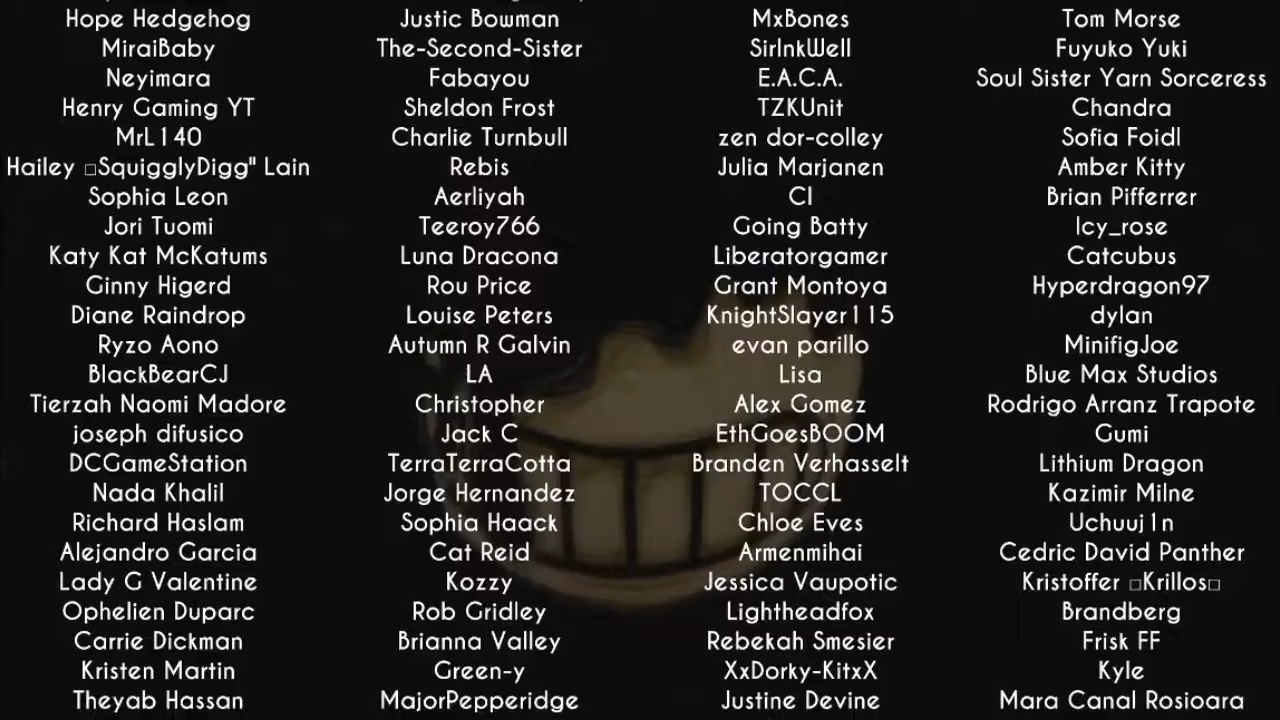 Hope Hedgehog
MiraiBaby
Neyimara
Henry Gaming YT
MrL140
Hailey □SquigglyDigg" Lain
Sophia Leon
Jori Tuomi
Katy Kat McKatums
Ginny Higerd
Diane Raindrop
Ryzo Aono
BlackBearCJ
Tierzah Naomi Madore
joseph difusico
DCGameStation
Nada Khalil
Richard Haslam
Alejandro Garcia
Lady G Valentine
Ophelien Duparc
Carrie Dickman
Kristen Martin
Theyab Hassan
Justic Bowman
The-Second-Sister
Fabayou
Sheldon Frost
Charlie Turnbull
Rebis
Aerliyah
Teeroy766
Luna Dracona
Rou Price
Louise Peters
Autumn R Galvin
LA
Christopher
Jack C
TerraTerraCotta
Jorge Hernandez
Sophia Haack
Cat Reid
Kozzy
Rob Gridley
Brianna Valley
Green-y
MajorPepperidge
MxBones
SirInkWell
E.A.C.A.
TZKUnit
zen dor-colley
Julia Marjanen
CI
Going Batty
Liberatorgamer
Grant Montoya
KnightSlayer115
evan parillo
Lisa
Alex Gomez
EthGoesBOOM
Branden Verhasselt
TOCCL
Chloe Eves
Armenmihai
Jessica Vaupotic
Lightheadfox
Rebekah Smesier
XxDorky-KitxX
Justine Devine
Tom Morse
Fuyuko Yuki
Soul Sister Yarn Sorceress
Chandra
Sofia Foidl
Amber Kitty
Brian Pifferrer
Icy_rose
Catcubus
Hyperdragon97
dylan
MinifigJoe
Blue Max Studios
Rodrigo Arranz Trapote
Gumi
Lithium Dragon
Kazimir Milne
Uchuuj1n
Cedric David Panther
Kristoffer □Krillos□
Brandberg
Frisk FF
Kyle
Mara Canal Rosioara